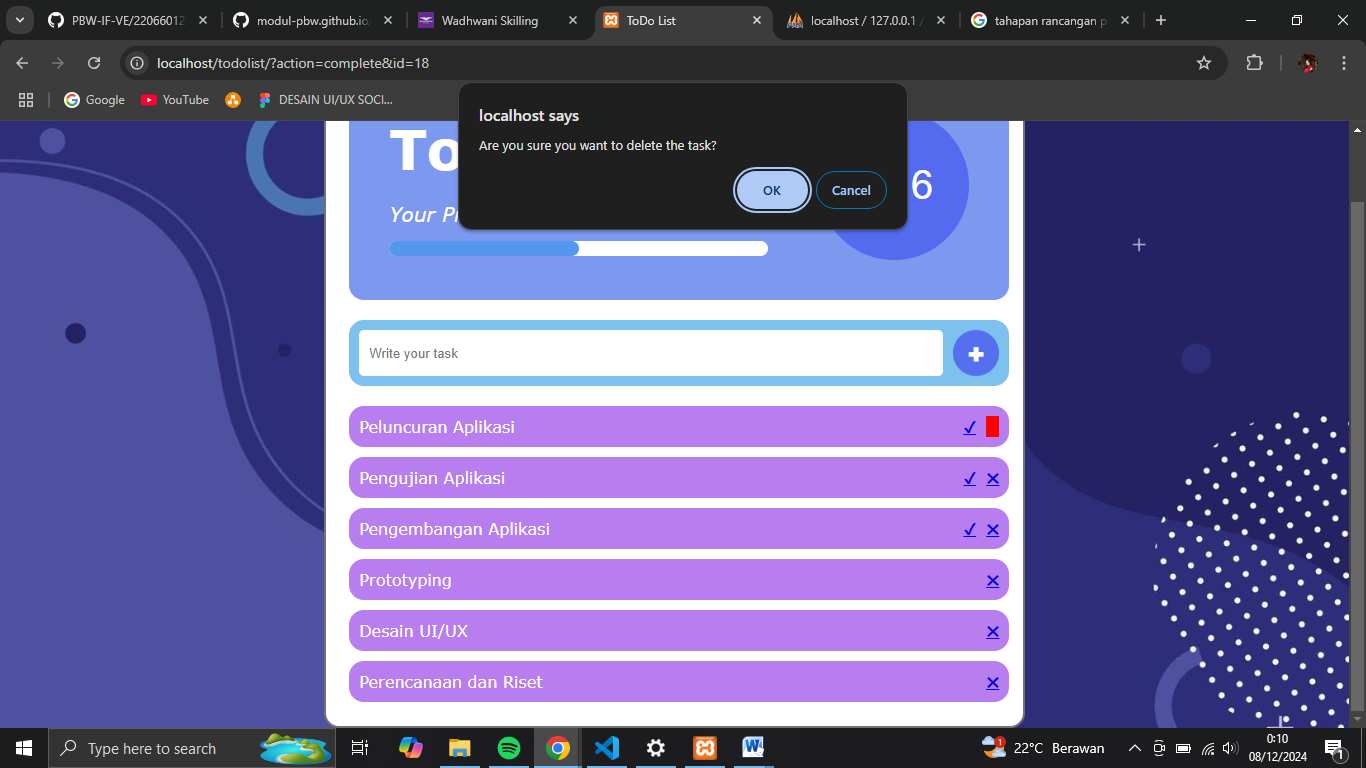 PBW-IF-VE/22066012
modul-pbw.github.io/
Wadhwani Skilling
ToDo List
localhost / 127.0.0.1 /
tahapan rancangan p
localhost/todolist/?action=complete&id=18
Google
YouTube
DESAIN UI/UX SOCI...
localhost says
Are you sure you want to delete the task?
OK
Cancel
To
6
Your Pr
Write your task
Peluncuran Aplikasi
Pengujian Aplikasi
Pengembangan Aplikasi
Prototyping
Desain UI/UX
Perencanaan dan Riset
Type here to search
1
22°C Berawan
0:10
08/12/2024
1